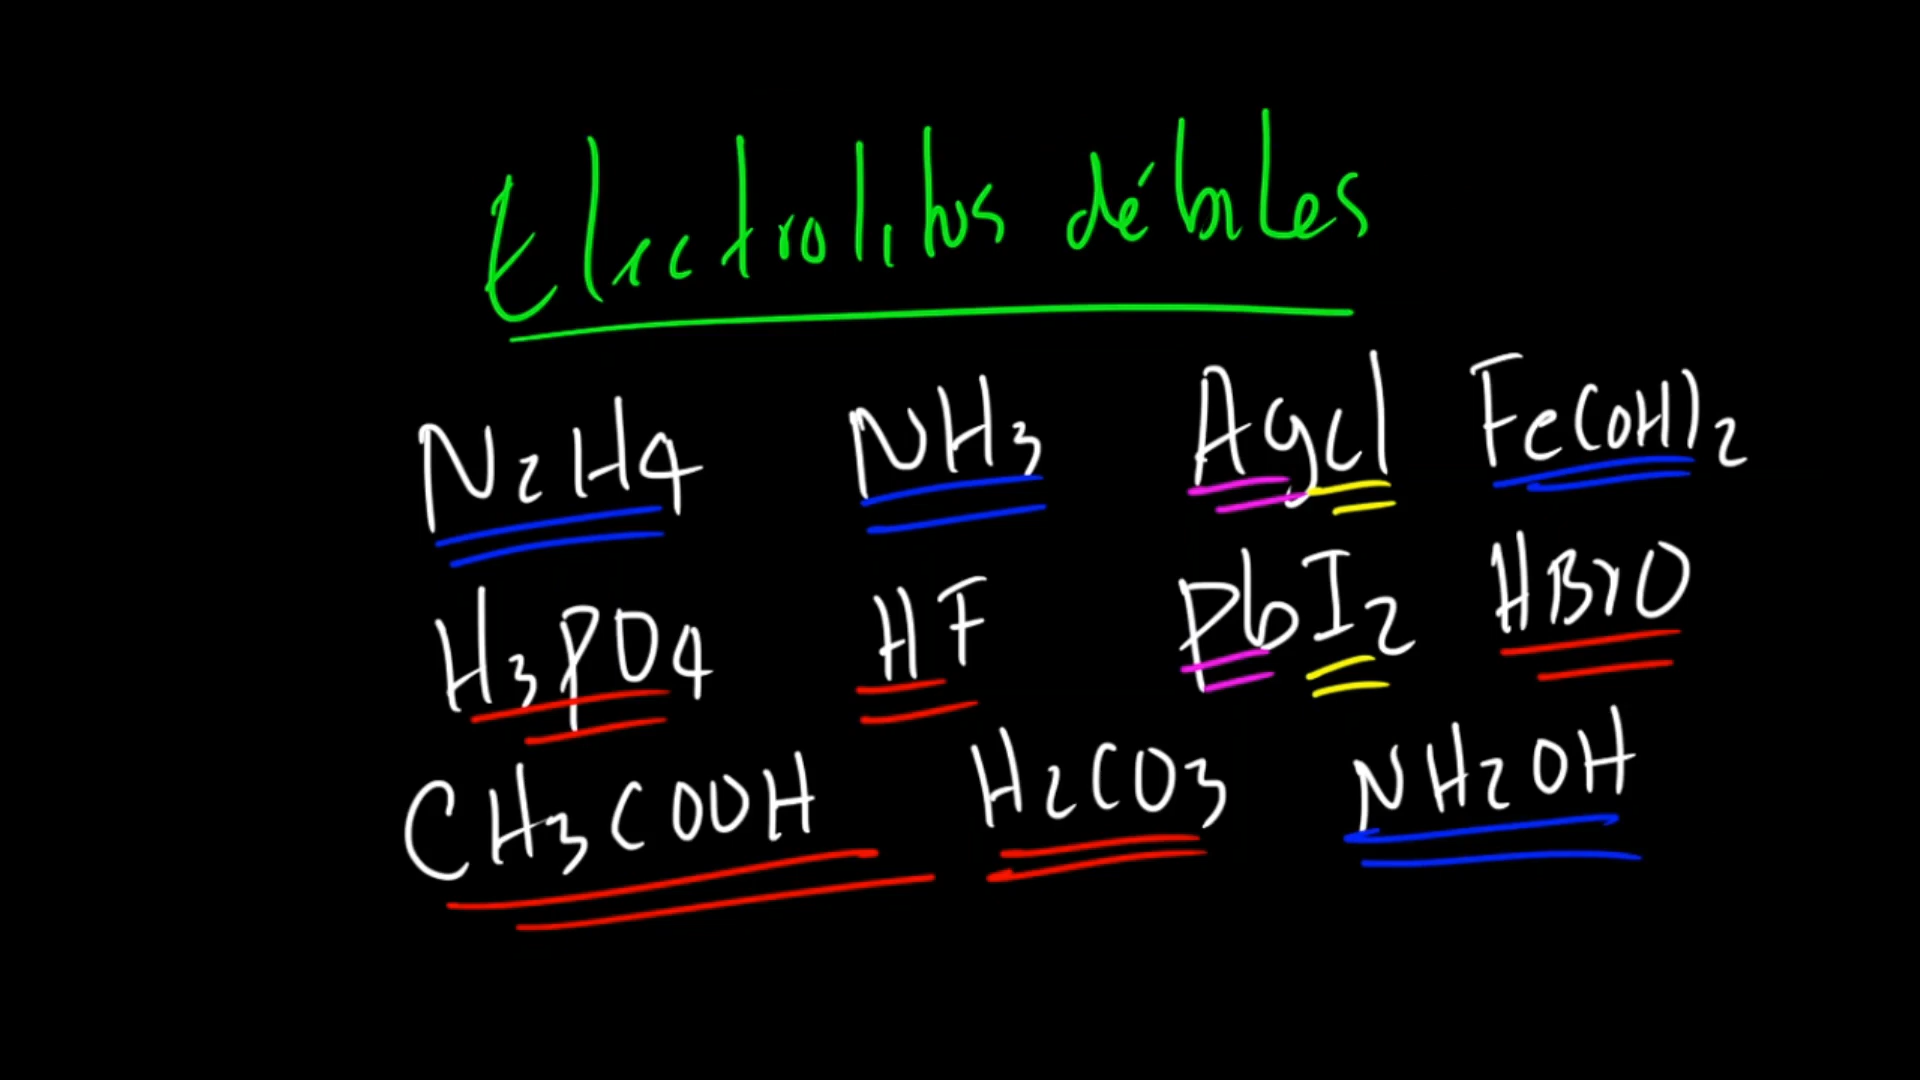 Electrolitos débiles
N2H4 NH3 Agcl Fe(OH)2
H3PO4 HF PbI2 HBrO
CH3COOH H2CO3 NH2OH